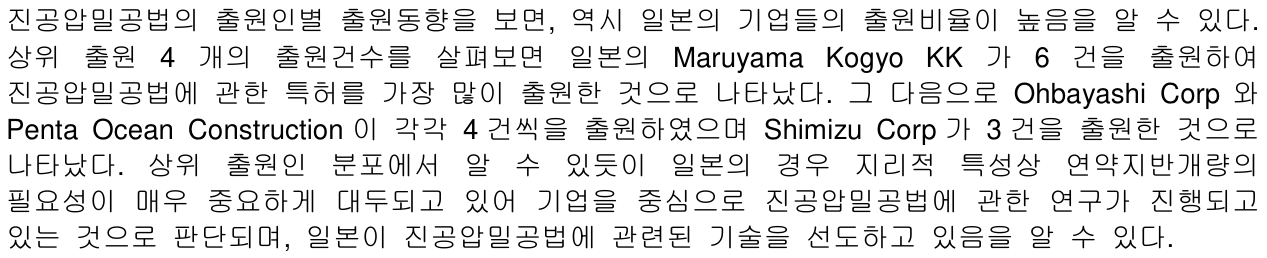 진공압밀공법의 출원인별 출원동향을 보면, 역시 일본의 기업들의 출원비율이 높음을 알 수 있다.
상위 출원 4 개의 출원건수를 살펴보면 일본의 Maruyama Kogyo KK 가 6 건을 출원하여
진공압밀공법에 관한 특허를 가장 많이 출원한 것으로 나타났다. 그 다음으로 Ohbayashi Corp 와
Penta Ocean Construction 이 각각 4 건씩을 출원하였으며 Shimizu Corp 가 3 건을 출원한 것으로
나타났다. 상위 출원인 분포에서 알 수 있듯이 일본의 경우 지리적 특성상 연약지반개량의
필요성이 매우 중요하게 대두되고 있어 기업을 중심으로 진공압밀공법에 관한 연구가 진행되고
있는 것으로 판단되며, 일본이 진공압밀공법에 관련된 기술을 선도하고 있음을 알 수 있다.